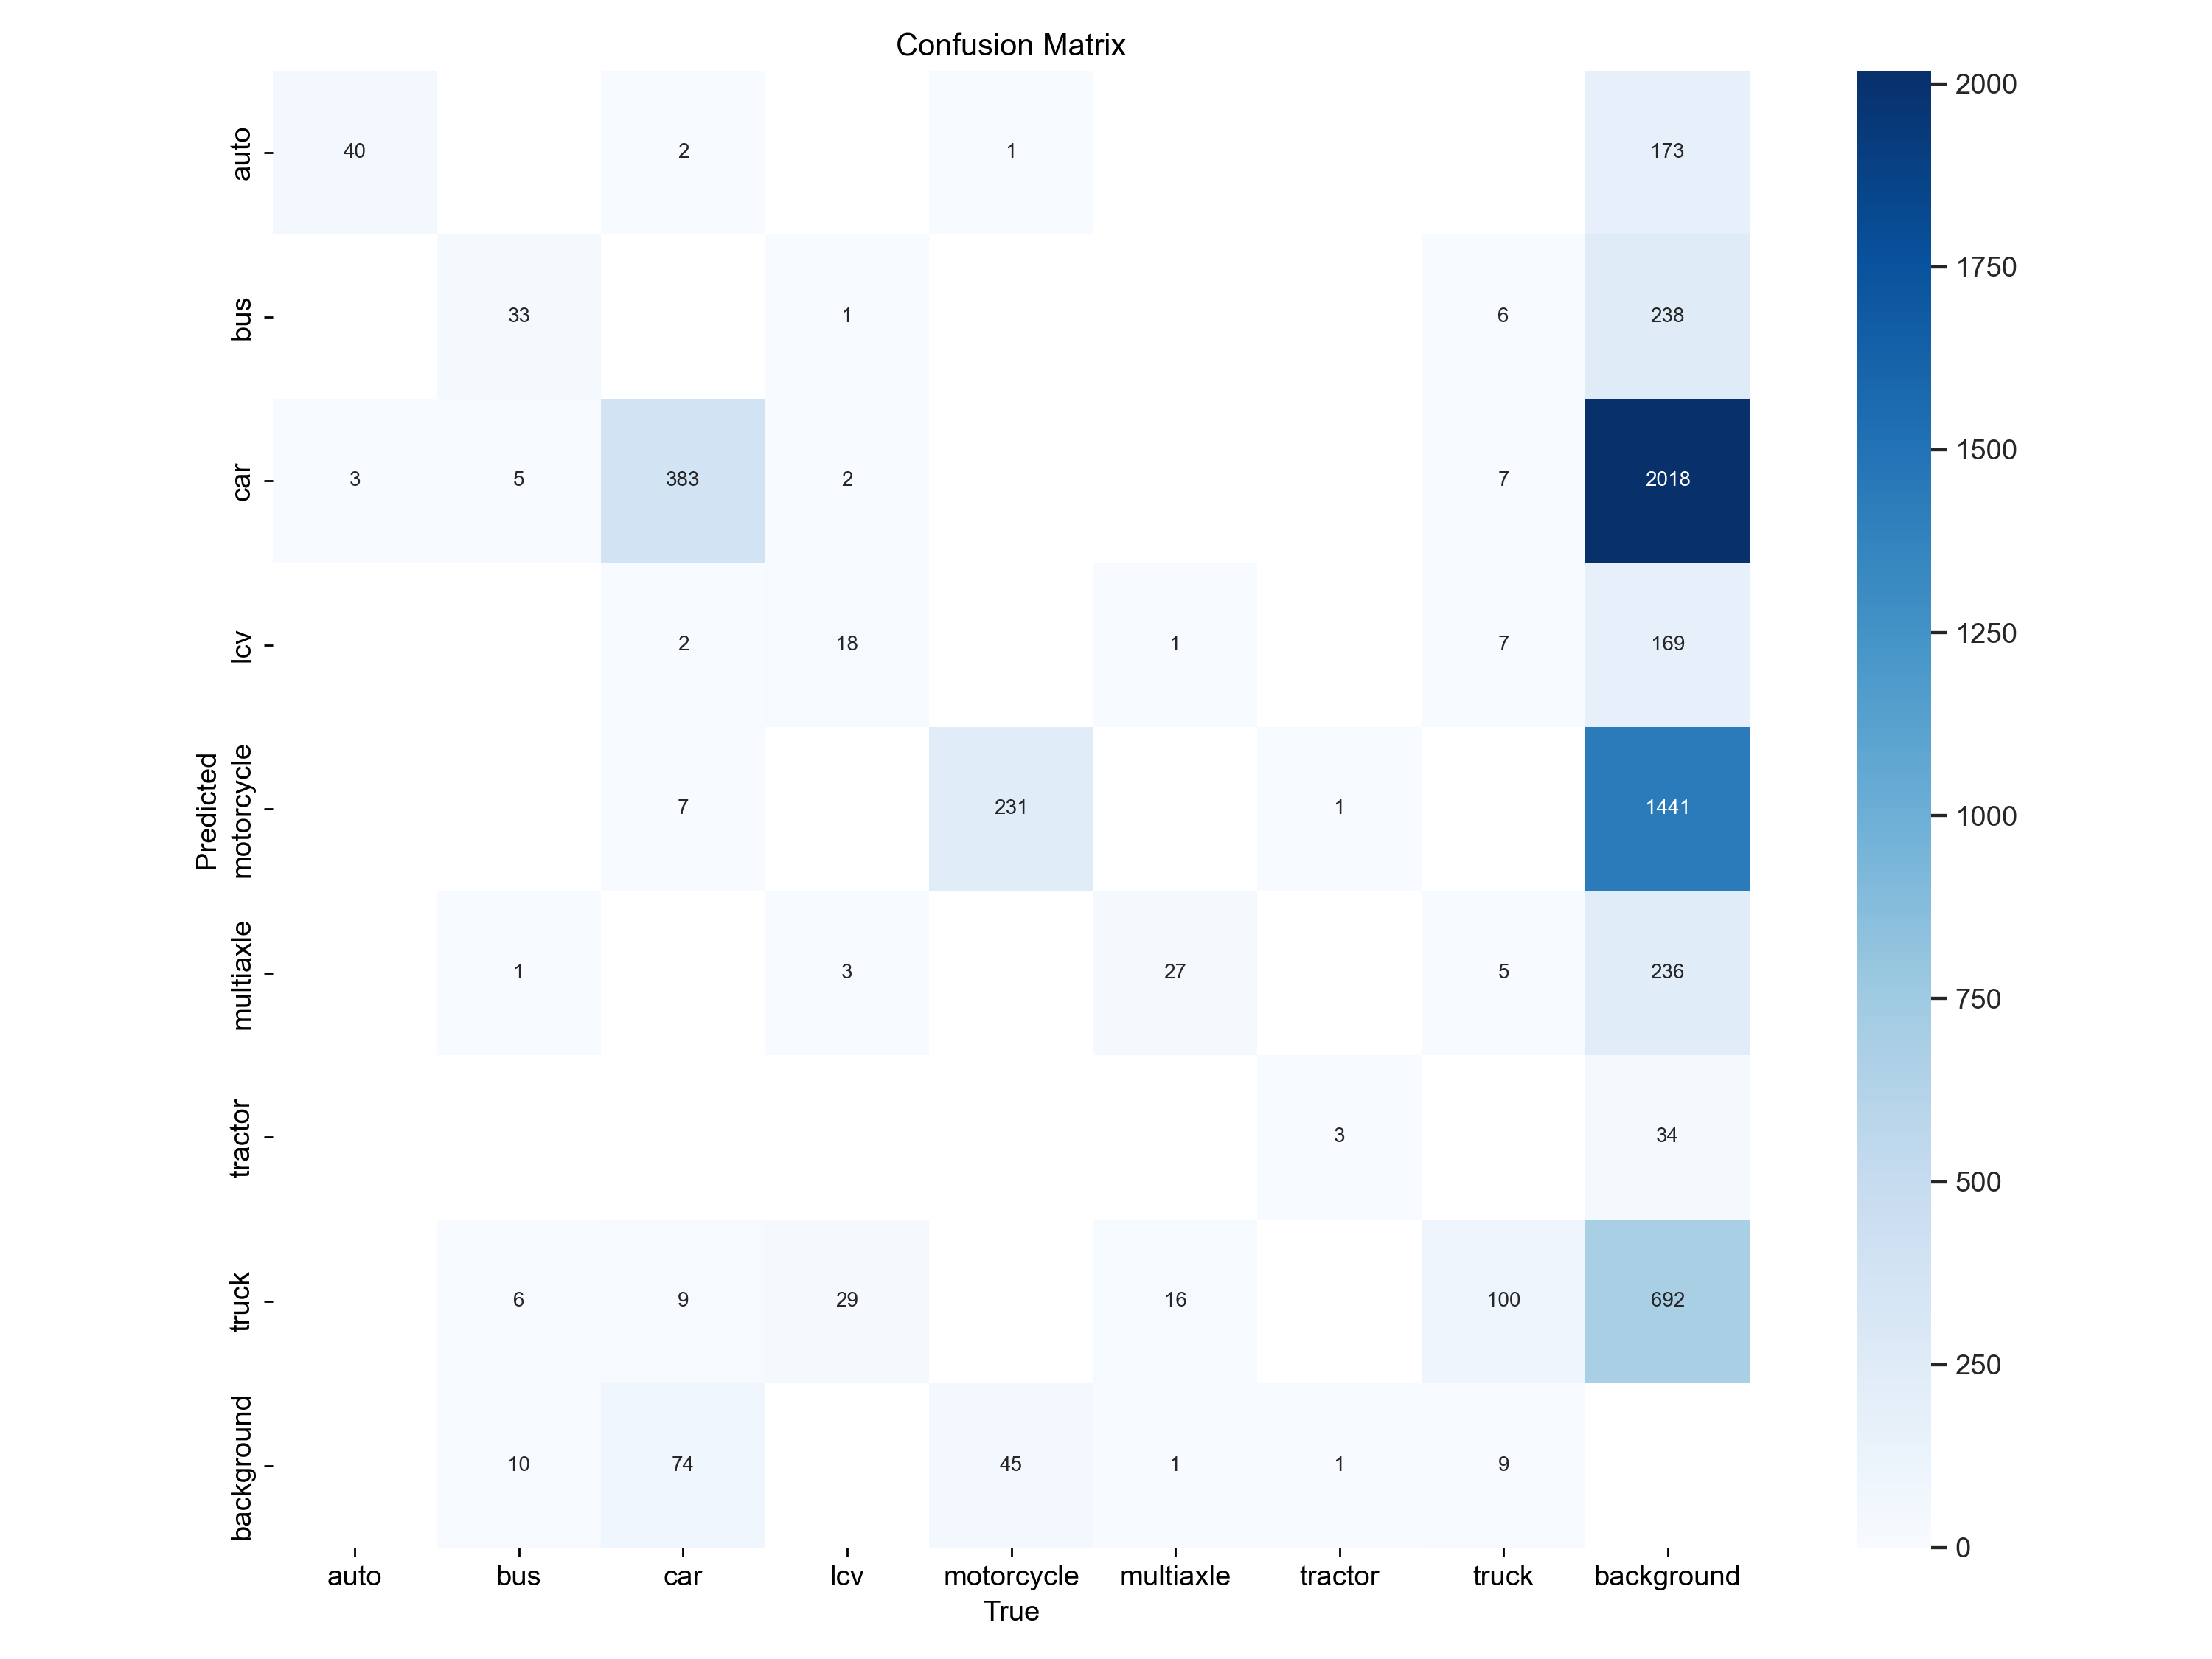 Confusion Matrix
auto 40 2 1 173
bus 33 1 6 238
car 3 5 383 2 7 2018
lcv 2 18 1 7 169
motorcycle 7 231 1 1441
multiaxle 1 3 27 5 236
tractor 3 34
truck 6 9 29 16 100 692
background 10 74 45 1 1 9
Predicted
auto bus car lcv motorcycle multiaxle tractor truck background
True
2000
1750
1500
1250
1000
750
500
250
0